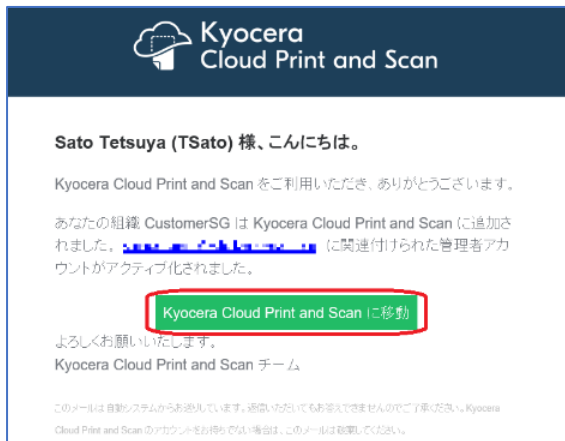 Kyocera
Cloud Print and Scan
Sato Tetsuya (TSato) 様、こんにちは。
Kyocera Cloud Print and Scan をご利用いただき、ありがとうございます。
あなたの組織 CustomerSG は Kyocera Cloud Print and Scan に追加さ
れました。 に関連付けられた管理者アカ
ウントがアクティブ化されました。
Kyocera Cloud Print and Scan に移動
よろしくお願いいたします。
Kyocera Cloud Print and Scan チーム
このメールは自動システムからお送りしています。返信いただいてもお答えできませんのでご了承ください。Kyocera
Cloud Print and Scan のアカウントをお持ちでない場合は、このメールは破棄してください。